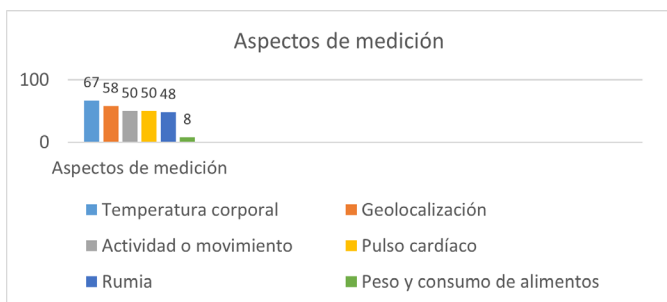 Aspectos de medición
100
67 58 50 50 48 8
0
Aspectos de medición
Temperatura corporal Geolocalización
Actividad o movimiento Pulso cardíaco
Rumia Peso y consumo de alimentos